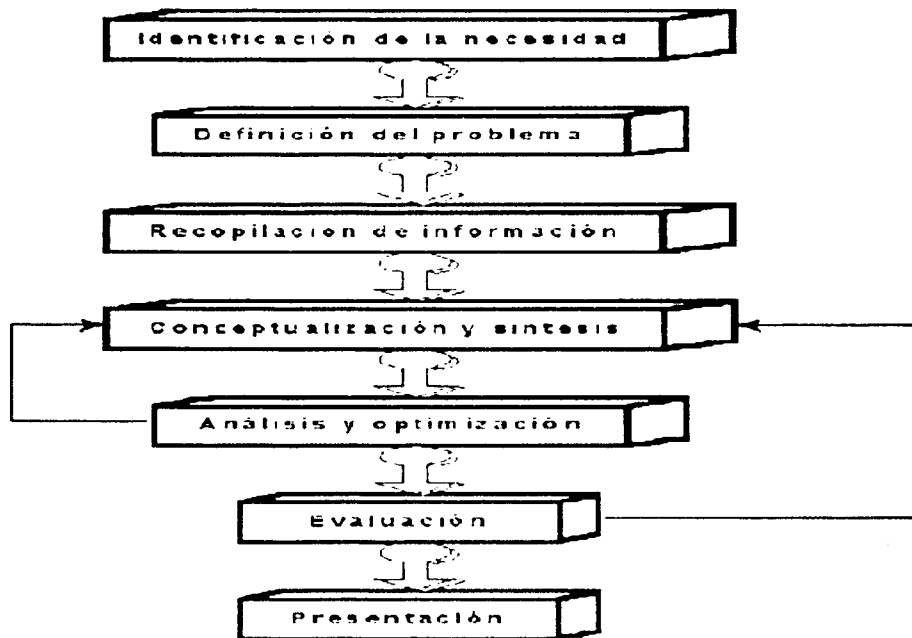 Identificación de la necesidad
Definición del problema
Recopilación de información
Conceptualización y síntesis
Análisis y optimización
Evaluación
Presentación